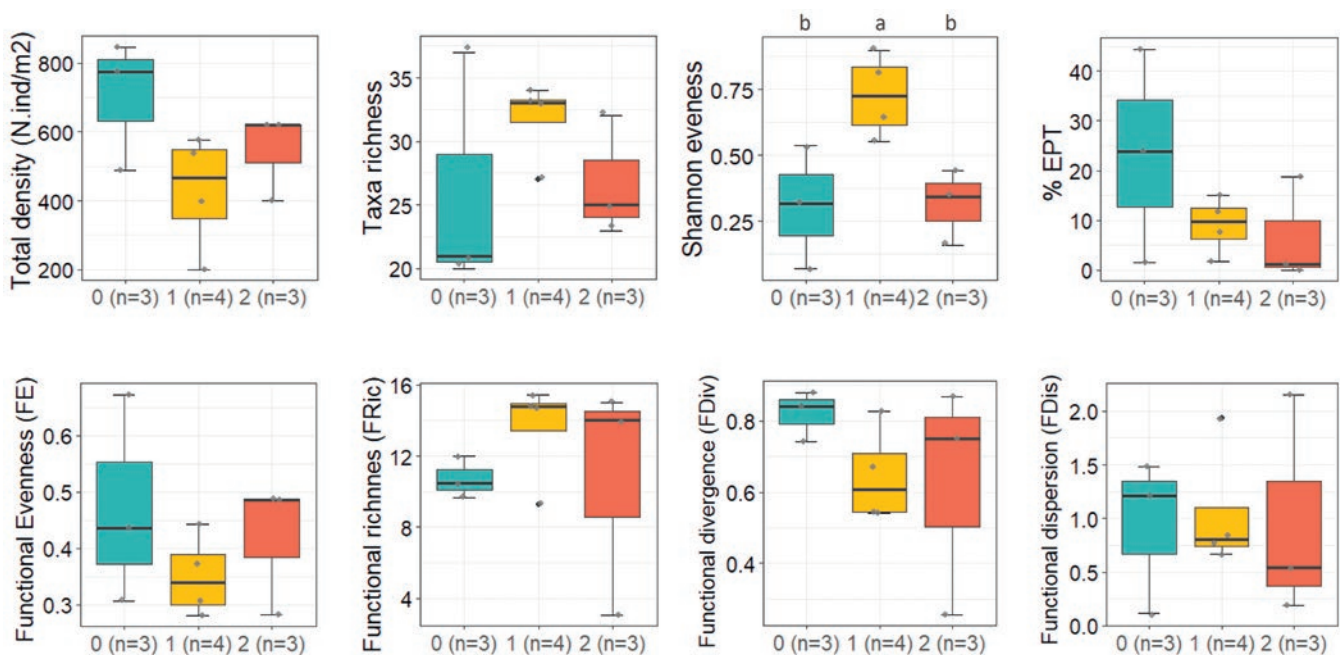 b a b
Total density (N.ind/m2)
800
600
400
200
0 (n=3) 1 (n=4) 2 (n=3)
Taxa richness
35
30
25
20
0 (n=3) 1 (n=4) 2 (n=3)
Shannon eveness
0.75
0.50
0.25
0 (n=3) 1 (n=4) 2 (n=3)
% EPT
40
30
20
10
0
0 (n=3) 1 (n=4) 2 (n=3)
Functional Evenness (FE)
0.6
0.5
0.4
0.3
0 (n=3) 1 (n=4) 2 (n=3)
Functional richnnes (FRic)
16
12
8
4
0 (n=3) 1 (n=4) 2 (n=3)
Functional divergence (FDiv)
0.8
0.6
0.4
0 (n=3) 1 (n=4) 2 (n=3)
Functional dispersion (FDis)
2.0
1.5
1.0
0.5
0.0
0 (n=3) 1 (n=4) 2 (n=3)